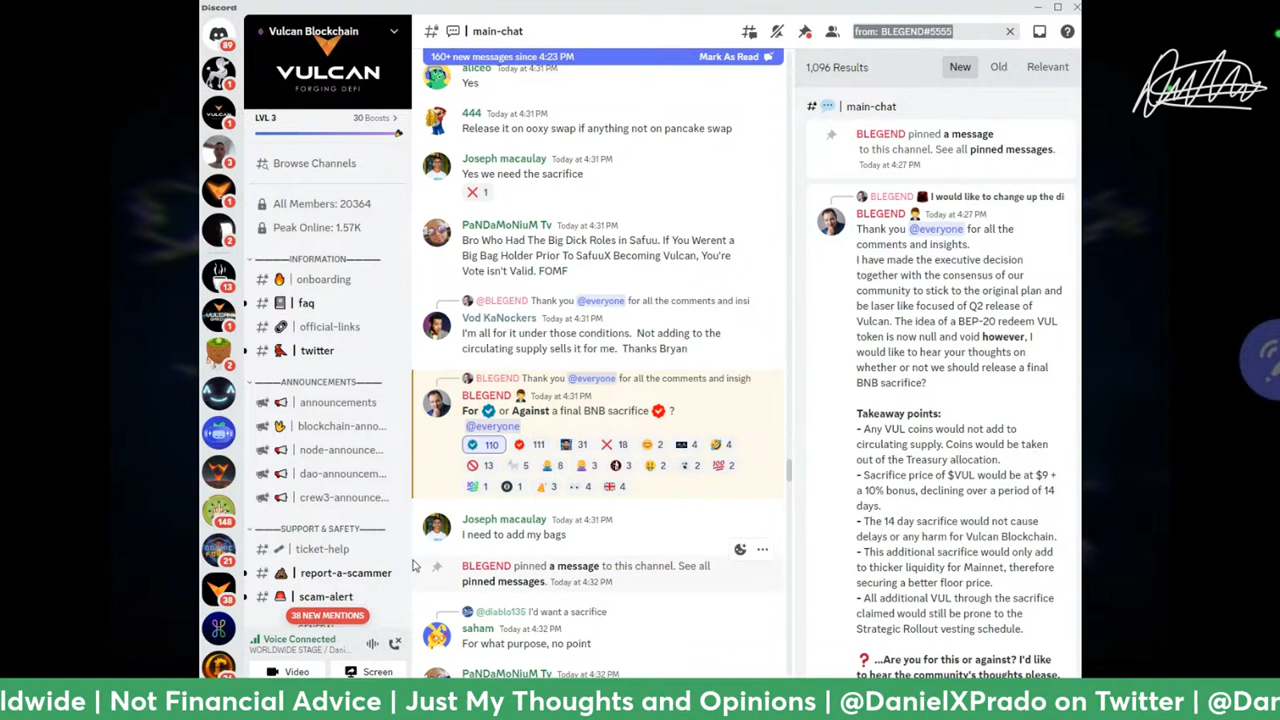 Discord
Vulcan Blockchain
VULCAN
FORGING DEFI
LVL 3
30 Boosts
Browse Channels
All Members: 20364
Peak Online: 1.57K
INFORMATION
onboarding
faq
official-links
twitter
ANNOUNCEMENTS
announcements
blockchain-anno...
node-announce...
dao-announcem...
crew3-announce...
SUPPORT & SAFETY
ticket-help
report-a-scammer
scam-alert
38 NEW MENTIONS
Voice Connected
WORLDWIDE STAGE / Dani...
Video
Screen
89
1
1
3
1
2
13
1
2
148
21
38
main-chat
160+ new messages since 4:23 PM
Mark As Read
aliceo Today at 4:31 PM
Yes
444 Today at 4:31 PM
Release it on ooxy swap if anything not on pancake swap
Joseph macaulay Today at 4:31 PM
Yes we need the sacrifice
1
PaNDaMoNiuM Tv Today at 4:31 PM
Bro Who Had The Big Dick Roles in Safuu. If You Werent a
Big Bag Holder Prior To SafuuX Becoming Vulcan, You're
Vote isn't Valid. FOMF
@BLEGEND Thank you @everyone for all the comments and insi
Vod KaNockers Today at 4:31 PM
I'm all for it under those conditions. Not adding to the
circulating supply sells it for me. Thanks Bryan
BLEGEND Thank you @everyone for all the comments and insigh
BLEGEND Today at 4:31 PM
For or Against a final BNB sacrifice ?
@everyone
110 111 31 18 2 4 4
13 5 8 3 3 2 2 2
1 1 3 4 4
Joseph macaulay Today at 4:31 PM
I need to add my bags
BLEGEND pinned a message to this channel. See all
pinned messages. Today at 4:32 PM
@diablo135 I'd want a sacrifice
saham Today at 4:32 PM
For what purpose, no point
PaNDaMoNiuM Tv Today at 4:32 PM
from: BLEGEND#5555
1,096 Results
New
Old
Relevant
main-chat
BLEGEND pinned a message
to this channel. See all pinned messages.
Today at 4:27 PM
BLEGEND I would like to change up the di
BLEGEND Today at 4:27 PM
Thank you @everyone for all the
comments and insights.
I have made the executive decision
together with the consensus of our
community to stick to the original plan and
be laser like focused of Q2 release of
Vulcan. The idea of a BEP-20 redeem VUL
token is now null and void however, I
would like to hear your thoughts on
whether or not we should release a final
BNB sacrifice?
Takeaway points:
- Any VUL coins would not add to
circulating supply. Coins would be taken
out of the Treasury allocation.
- Sacrifice price of $VUL would be at $9 +
a 10% bonus, declining over a period of 14
days.
- The 14 day sacrifice would not cause
delays or any harm for Vulcan Blockchain.
- This additional sacrifice would only add
to thicker liquidity for Mainnet, therefore
securing a better floor price.
- All additional VUL through the sacrifice
claimed would still be prone to the
Strategic Rollout vesting schedule.
❓ ...Are you for this or against? I'd like
to hear the community's thoughts please.
ldwide | Not Financial Advice | Just My Thoughts and Opinions | @DanielXPrado on Twitter | @Dar